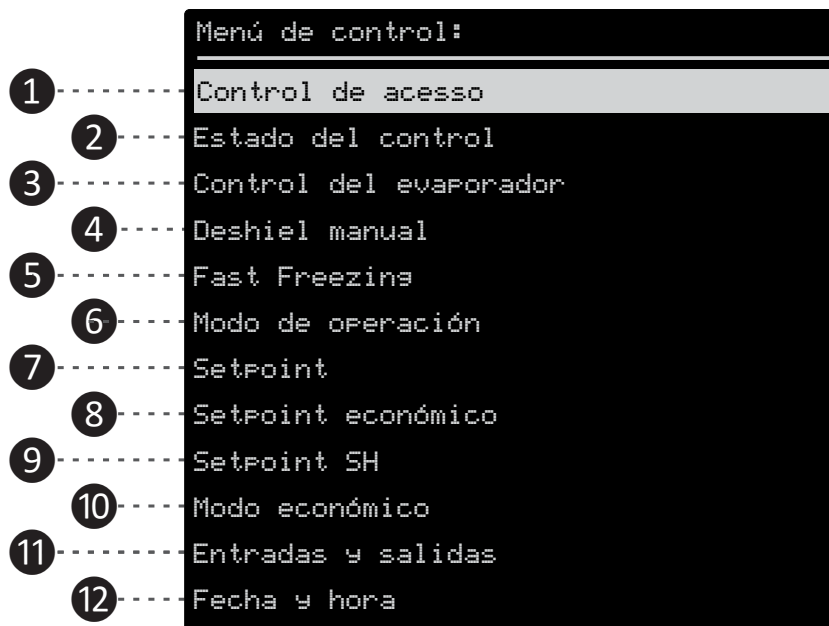 Menú de control:
1 Control de acesso
2 Estado del control
3 Control del evaporador
4 Deshiel manual
5 Fast Freezing
6 Modo de operación
7 Setpoint
8 Setpoint económico
9 Setpoint SH
10 Modo económico
11 Entradas y salidas
12 Fecha y hora